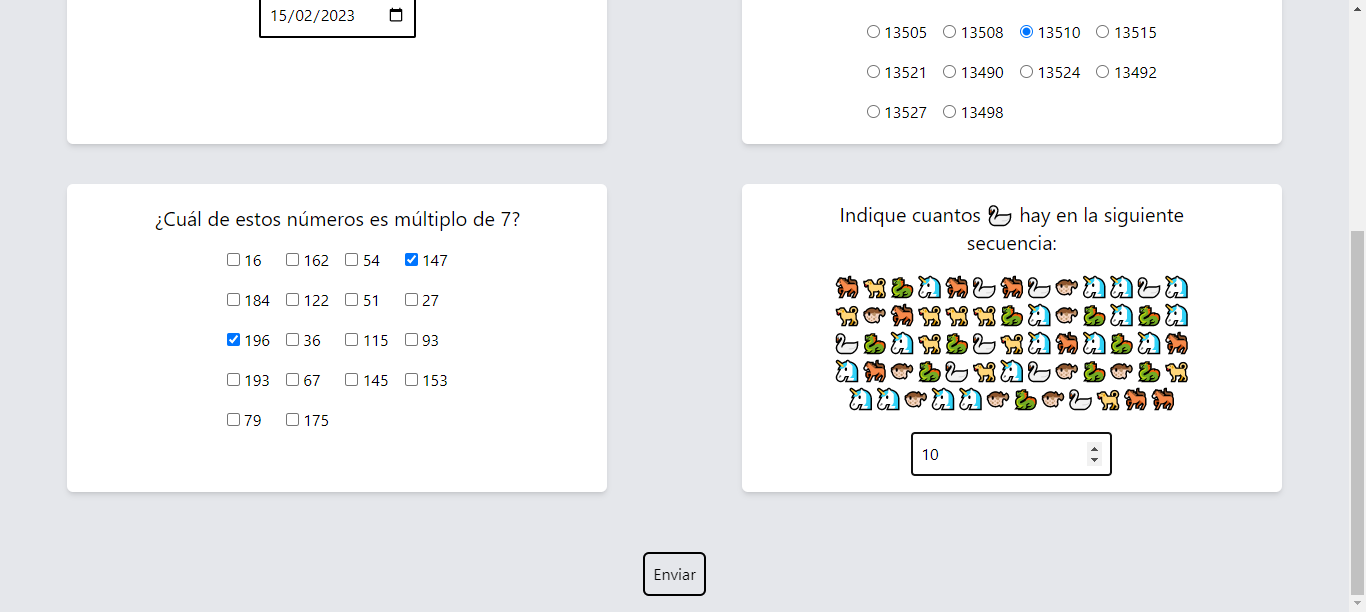 15/02/2023
13505 13508 13510 13515
13521 13490 13524 13492
13527 13498
¿Cuál de estos números es múltiplo de 7?
16 162 54 147
184 122 51 27
196 36 115 93
193 67 145 153
79 175
Indique cuantos 🦢 hay en la siguiente
secuencia:
10
Enviar